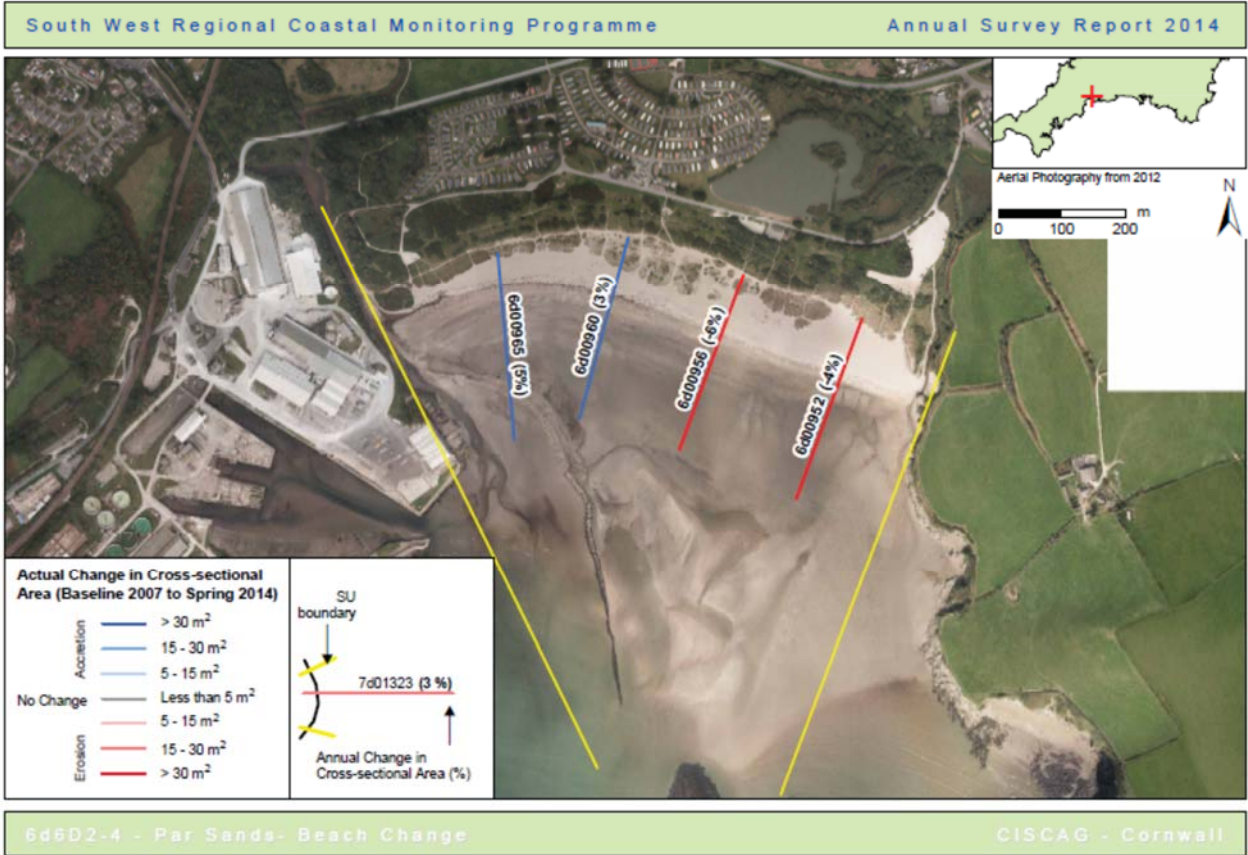 South West Regional Coastal Monitoring Programme
Annual Survey Report 2014
Aerial Photography from 2012
N
m
0 100 200
6d00965 (5%)
6d00960 (3%)
6d00956 (-6%)
6d00952 (-4%)
Actual Change in Cross-sectional
Area (Baseline 2007 to Spring 2014)
Accretion
> 30 m²
15 - 30 m²
5 - 15 m²
No Change
Less than 5 m²
Erosion
5 - 15 m²
15 - 30 m²
> 30 m²
SU
boundary
7d01323 (3 %)
Annual Change in
Cross-sectional Area (%)
6d6D2-4 - Par Sands- Beach Change
CISCAG - Cornwall